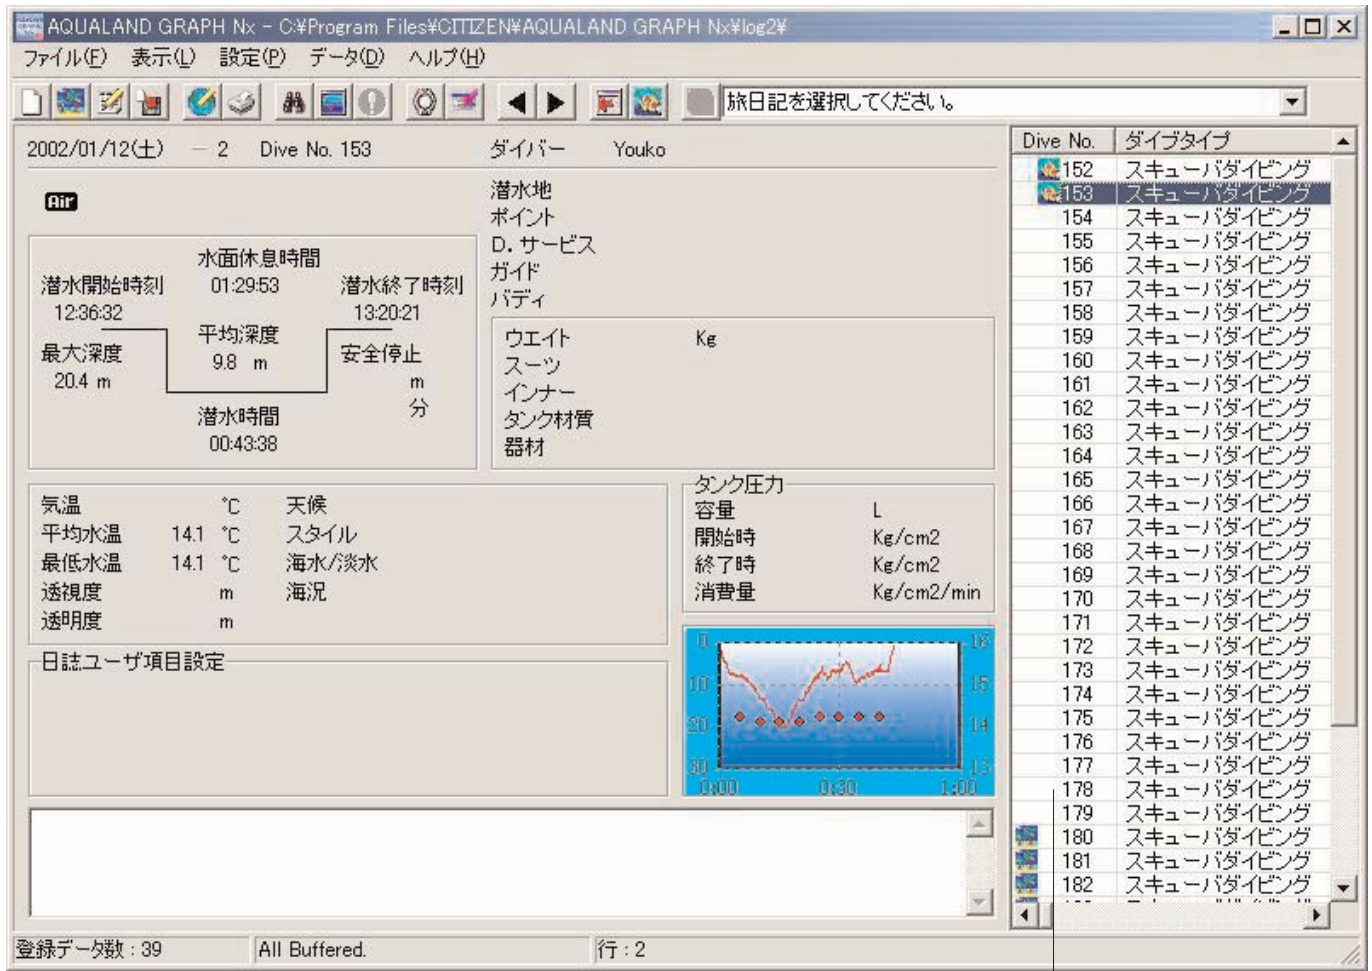 AQUALAND GRAPH Nx - C:¥Program Files¥CITIZEN¥AQUALAND GRAPH Nx¥log2¥
ファイル(F) 表示(L) 設定(P) データ(D) ヘルプ(H)
旅日記を選択してください。
2002/01/12(土) － 2 Dive No. 153 ダイバー Youko
Air
潜水地
ポイント
D. サービス
ガイド
バディ
水面休息時間
潜水開始時刻 01:29:53 潜水終了時刻
12:36:32 13:20:21
平均深度
最大深度 9.8 m 安全停止
20.4 m m
潜水時間 分
00:43:38
ウエイト Kg
スーツ
インナー
タンク材質
器材
気温 ℃ 天候
平均水温 14.1 ℃ スタイル
最低水温 14.1 ℃ 海水/淡水
透視度 m 海況
透明度 m
タンク圧力
容量 L
開始時 Kg/cm2
終了時 Kg/cm2
消費量 Kg/cm2/min
日誌ユーザ項目設定
0 16
10 15
20 14
30 13
0:00 0:30 1:00
Dive No. ダイブタイプ
152 スキューバダイビング
153 スキューバダイビング
154 スキューバダイビング
155 スキューバダイビング
156 スキューバダイビング
157 スキューバダイビング
158 スキューバダイビング
159 スキューバダイビング
160 スキューバダイビング
161 スキューバダイビング
162 スキューバダイビング
163 スキューバダイビング
164 スキューバダイビング
165 スキューバダイビング
166 スキューバダイビング
167 スキューバダイビング
168 スキューバダイビング
169 スキューバダイビング
170 スキューバダイビング
171 スキューバダイビング
172 スキューバダイビング
173 スキューバダイビング
174 スキューバダイビング
175 スキューバダイビング
176 スキューバダイビング
177 スキューバダイビング
178 スキューバダイビング
179 スキューバダイビング
180 スキューバダイビング
181 スキューバダイビング
182 スキューバダイビング
登録データ数 : 39 All Buffered. 行 : 2